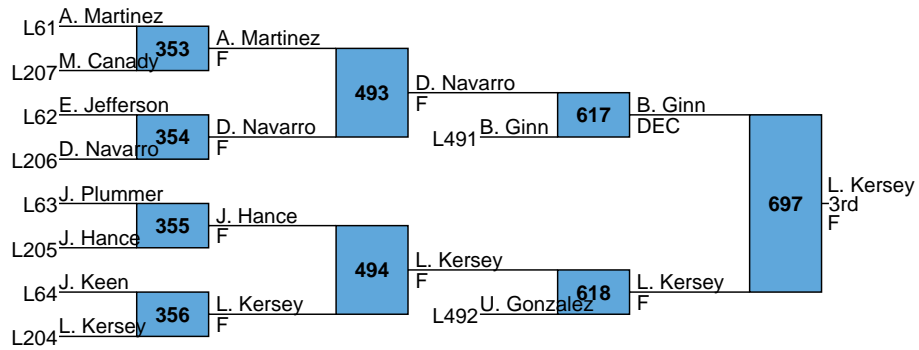 L61 A. Martinez
353
A. Martinez
F
L207 M. Canady
493
D. Navarro
F
L62 E. Jefferson
354
D. Navarro
F
L206 D. Navarro
L491 B. Ginn
617
B. Ginn
DEC
L63 J. Plummer
355
J. Hance
F
L205 J. Hance
697
L. Kersey
3rd
F
494
L. Kersey
F
L64 J. Keen
356
L. Kersey
F
L204 L. Kersey
L492 U. Gonzalez
618
L. Kersey
F